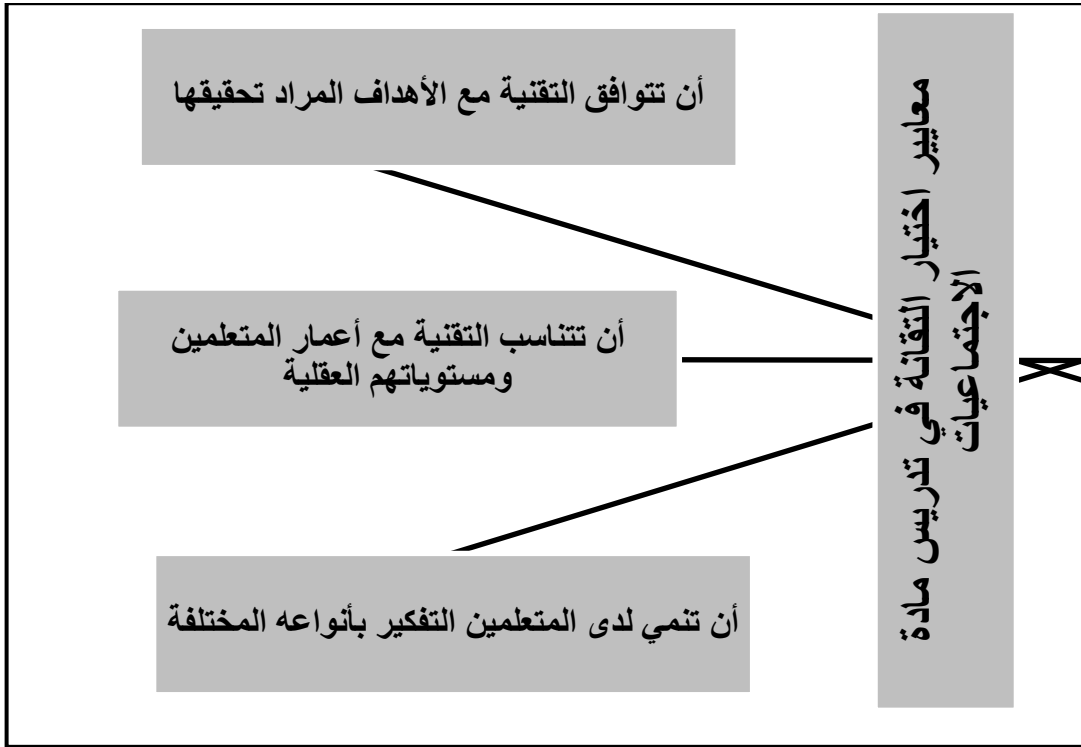 معايير اختيار التقانة في تدريس مادة
الاجتماعيات
أن تتوافق التقنية مع الأهداف المراد تحقيقها
أن تتناسب التقنية مع أعمار المتعلمين
ومستوياتهم العقلية
أن تنمي لدى المتعلمين التفكير بأنواعه المختلفة